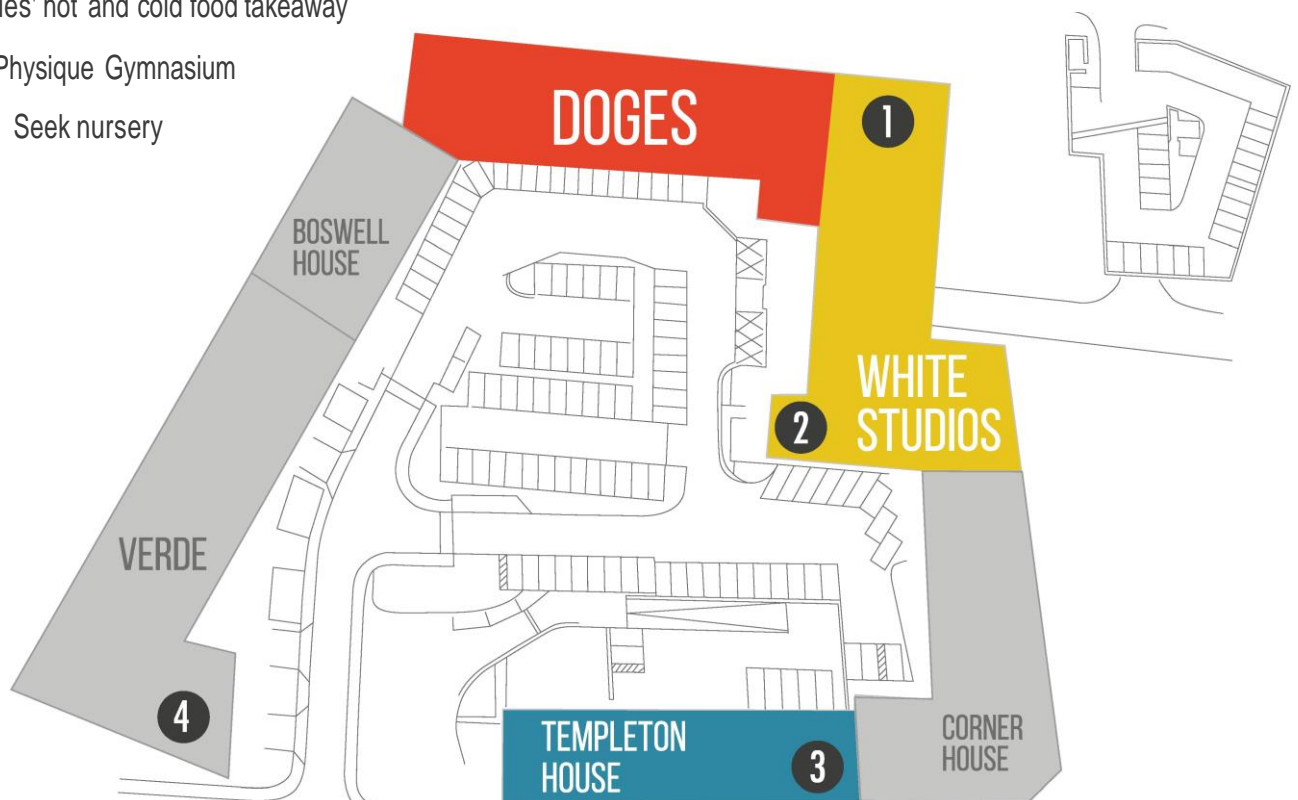 hot and cold food takeaway
Physique Gymnasium
Seek nursery
DOGES
1
BOSWELL
HOUSE
WHITE
STUDIOS
2
VERDE
4
TEMPLETON
HOUSE
3
CORNER
HOUSE